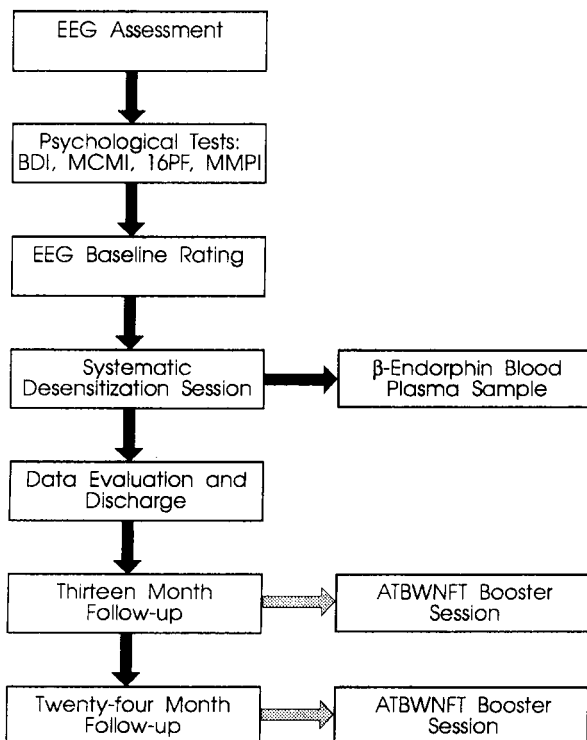 EEG Assessment
Psychological Tests:
BDI, MCMI, 16PF, MMPI
EEG Baseline Rating
Systematic
Desensitization Session
β-Endorphin Blood
Plasma Sample
Data Evaluation and
Discharge
Thirteen Month
Follow-up
ATBWNFT Booster
Session
Twenty-four Month
Follow-up
ATBWNFT Booster
Session